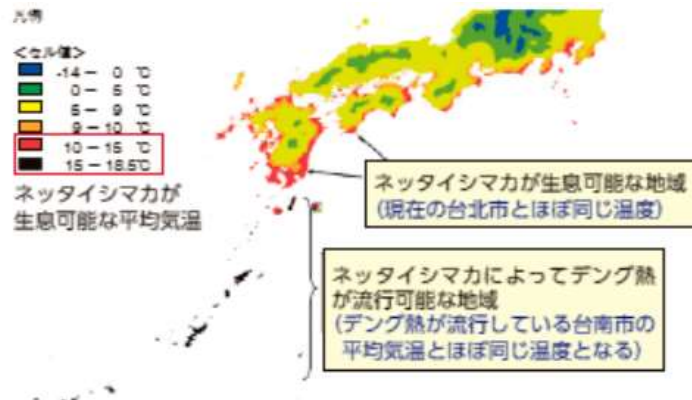 凡例
<セル値>
-14 - 0 ℃
0 - 5 ℃
5 - 9 ℃
9 - 10 ℃
10 - 15 ℃
15 - 18.5℃
ネッタイシマカが
生息可能な平均気温
ネッタイシマカが生息可能な地域
(現在の台北市とほぼ同じ温度)
ネッタイシマカによってデング熱
が流行可能な地域
(デング熱が流行している台南市の
平均気温とほぼ同じ温度となる)